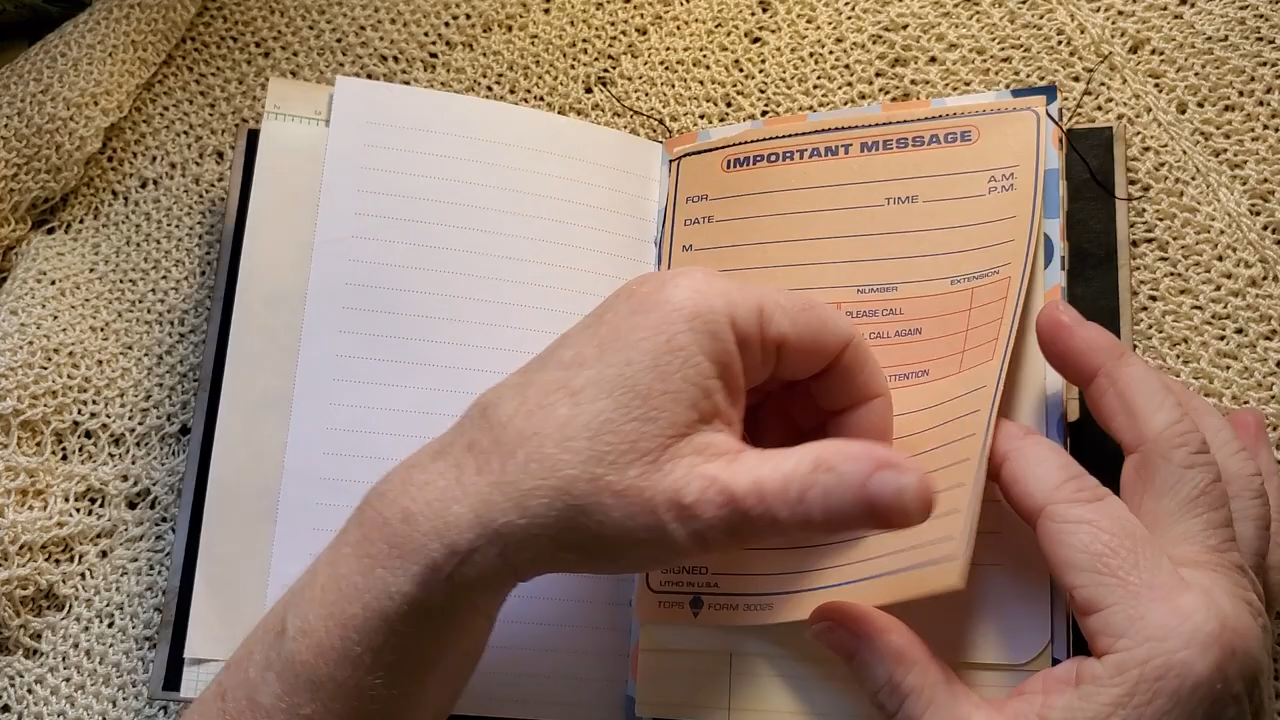 IMPORTANT MESSAGE
FOR A.M.
DATE TIME P.M.
M
NUMBER EXTENSION
PLEASE CALL
CALL AGAIN
ATTENTION
SIGNED
LITHO IN U.S.A.
TOPS FORM 3002S